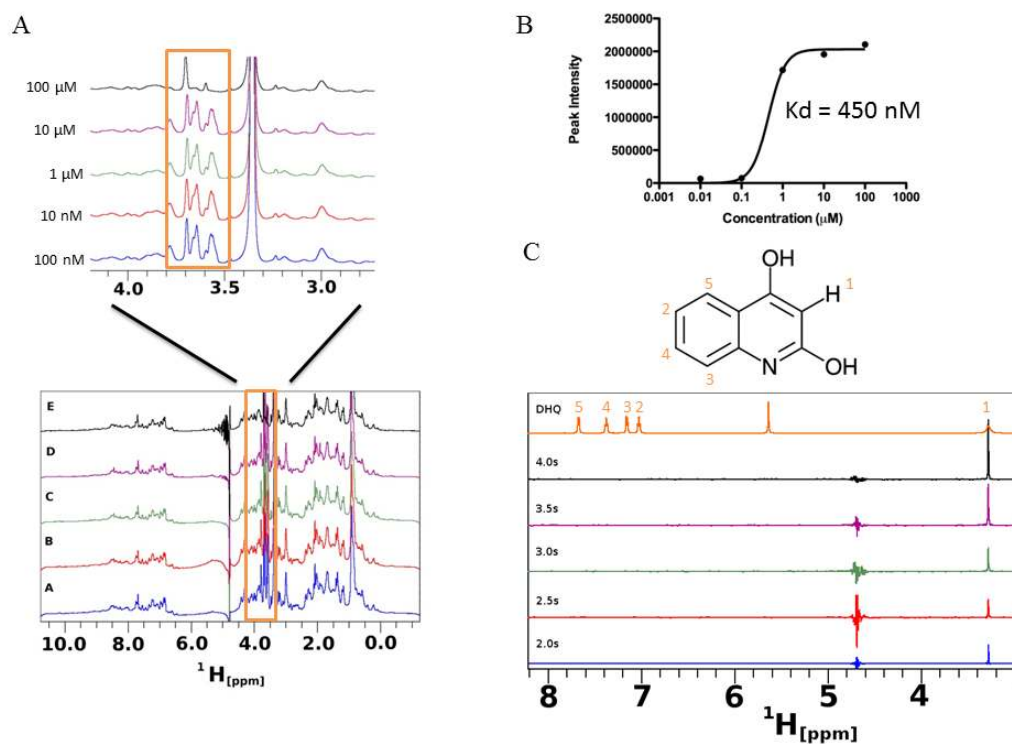 A
100 µM
10 µM
1 µM
10 nM
100 nM
4.0 3.5 3.0
E
D
C
B
A
10.0 8.0 6.0 4.0 2.0 0.0
1H[ppm]
B
Peak Intensity
2500000
2000000
1500000
1000000
500000
0
Kd = 450 nM
0.001 0.01 0.1 1 10 100 1000
Concentration (µM)
C
OH
H 1
5
2
4
3
N
OH
DHQ 5 4 3 2 1
4.0s
3.5s
3.0s
2.5s
2.0s
8 7 6 5 4
1H[ppm]